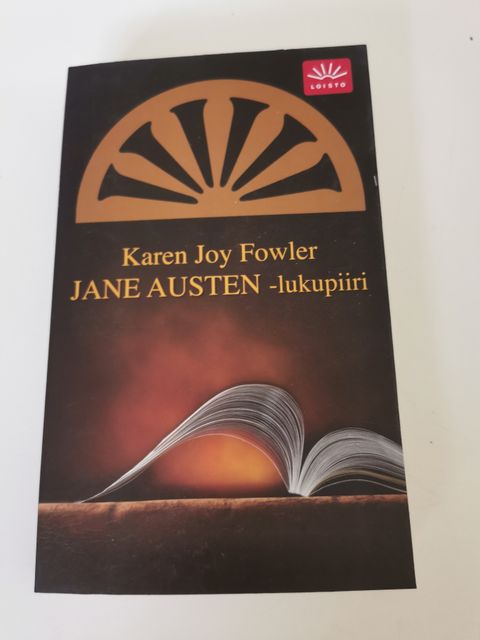 LOISTO
Karen Joy Fowler
JANE AUSTEN -lukupiiri